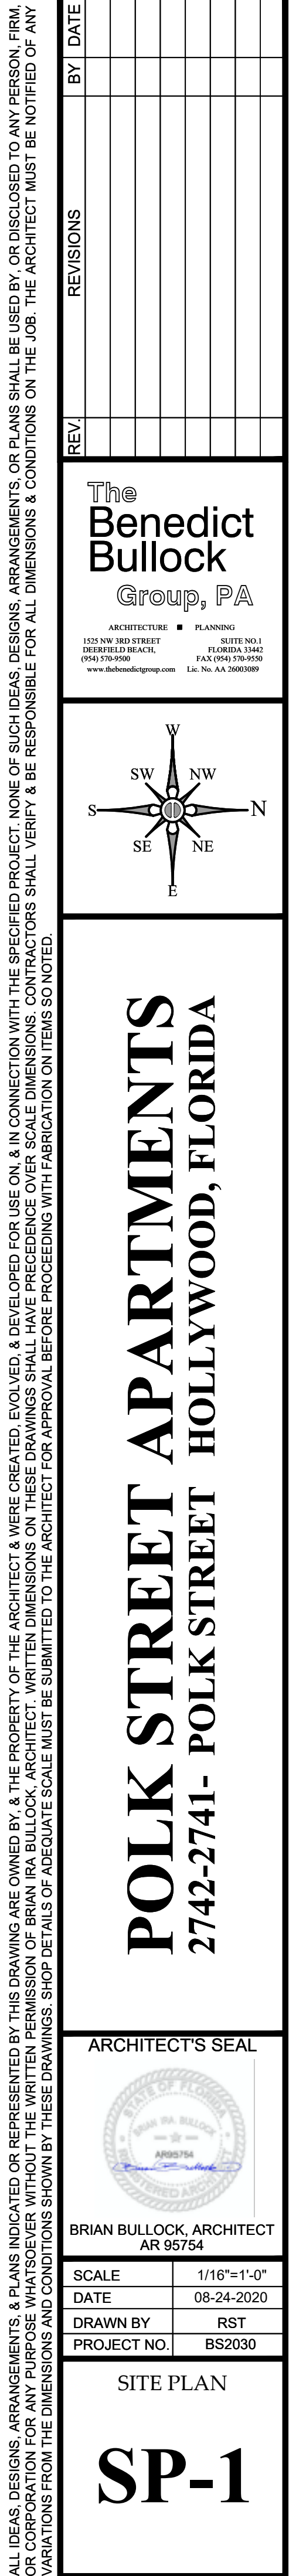 ALL IDEAS, DESIGNS, ARRANGEMENTS, & PLANS INDICATED OR REPRESENTED BY THIS DRAWING ARE OWNED BY, & THE PROPERTY OF THE ARCHITECT & WERE CREATED, EVOLVED, & DEVELOPED FOR USE ON, & IN CONNECTION WITH THE SPECIFIED PROJECT. NONE OF SUCH IDEAS, DESIGNS, ARRANGEMENTS, OR PLANS SHALL BE USED BY, OR DISCLOSED TO ANY PERSON, FIRM,
OR CORPORATION FOR ANY PURPOSE WHATSOEVER WITHOUT THE WRITTEN PERMISSION OF BRIAN IRA BULLOCK, ARCHITECT. WRITTEN DIMENSIONS ON THESE DRAWINGS SHALL HAVE PRECEDENCE OVER SCALE DIMENSIONS. CONTRACTORS SHALL VERIFY & BE RESPONSIBLE FOR ALL DIMENSIONS & CONDITIONS ON THE JOB. THE ARCHITECT MUST BE NOTIFIED OF ANY
VARIATIONS FROM THE DIMENSIONS AND CONDITIONS SHOWN BY THESE DRAWINGS. SHOP DETAILS OF ADEQUATE SCALE MUST BE SUBMITTED TO THE ARCHITECT FOR APPROVAL BEFORE PROCEEDING WITH FABRICATION ON ITEMS SO NOTED.
REV. REVISIONS BY DATE
The
Benedict
Bullock
Group, PA
ARCHITECTURE ■ PLANNING
1525 NW 3RD STREET SUITE NO.1
DEERFIELD BEACH, FLORIDA 33442
(954) 570-9500 FAX (954) 570-9550
www.thebenedictgroup.com Lic. No. AA 26003089
W
SW NW
S N
SE NE
E
POLK STREET APARTMENTS
2742-2741- POLK STREET HOLLYWOOD, FLORIDA
ARCHITECT'S SEAL
STATE OF FLORIDA
BRIAN IRA BULLOCK
AR95754
REGISTERED ARCHITECT
BRIAN BULLOCK, ARCHITECT
AR 95754
SCALE 1/16"=1'-0"
DATE 08-24-2020
DRAWN BY RST
PROJECT NO. BS2030
SITE PLAN
SP-1